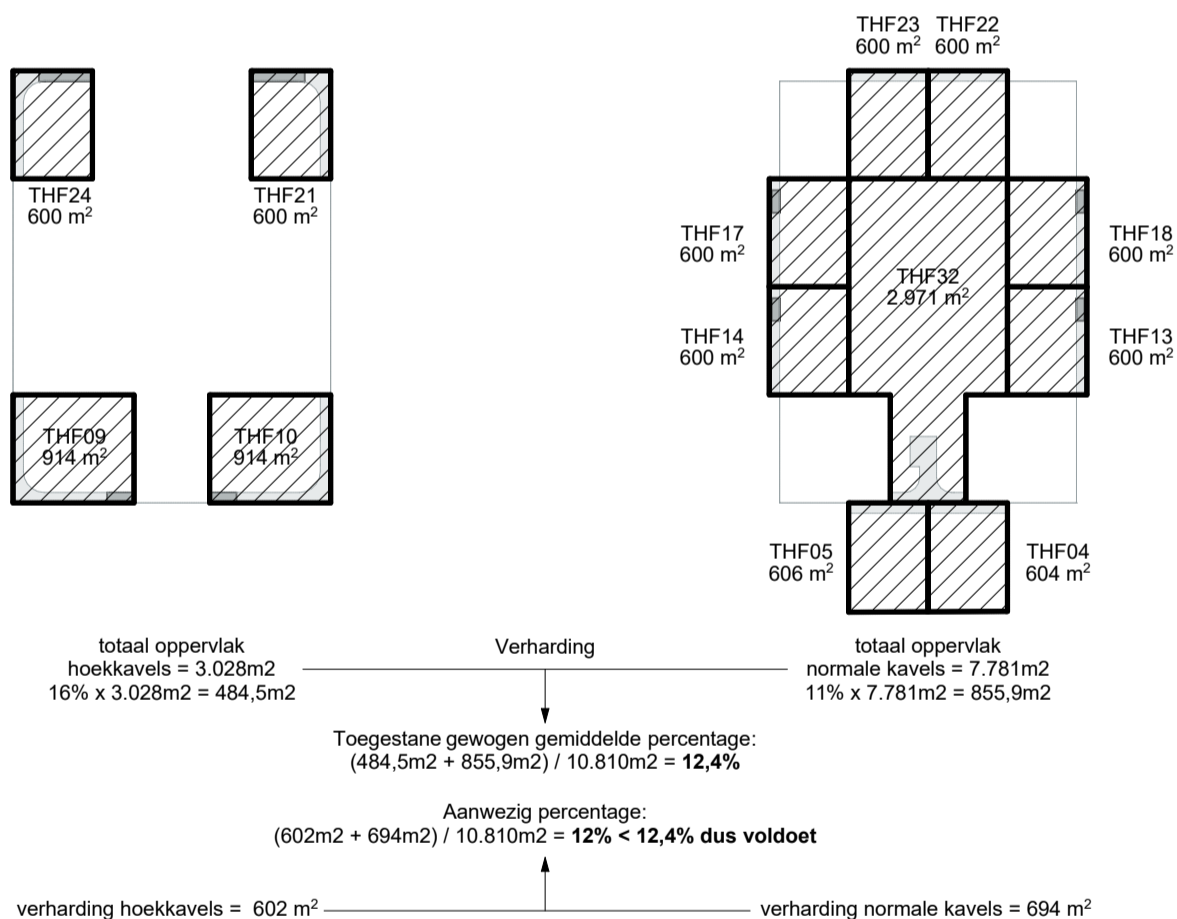 THF23
600 m²
THF22
600 m²
THF24
600 m²
THF21
600 m²
THF17
600 m²
THF18
600 m²
THF32
2.971 m²
THF14
600 m²
THF13
600 m²
THF09
914 m²
THF10
914 m²
THF05
606 m²
THF04
604 m²
totaal oppervlak
hoekkavels = 3.028m2
16% x 3.028m2 = 484,5m2
Verharding
totaal oppervlak
normale kavels = 7.781m2
11% x 7.781m2 = 855,9m2
Toegestane gewogen gemiddelde percentage:
(484,5m2 + 855,9m2) / 10.810m2 = 12,4%
Aanwezig percentage:
(602m2 + 694m2) / 10.810m2 = 12% < 12,4% dus voldoet
verharding hoekkavels = 602 m²
verharding normale kavels = 694 m²